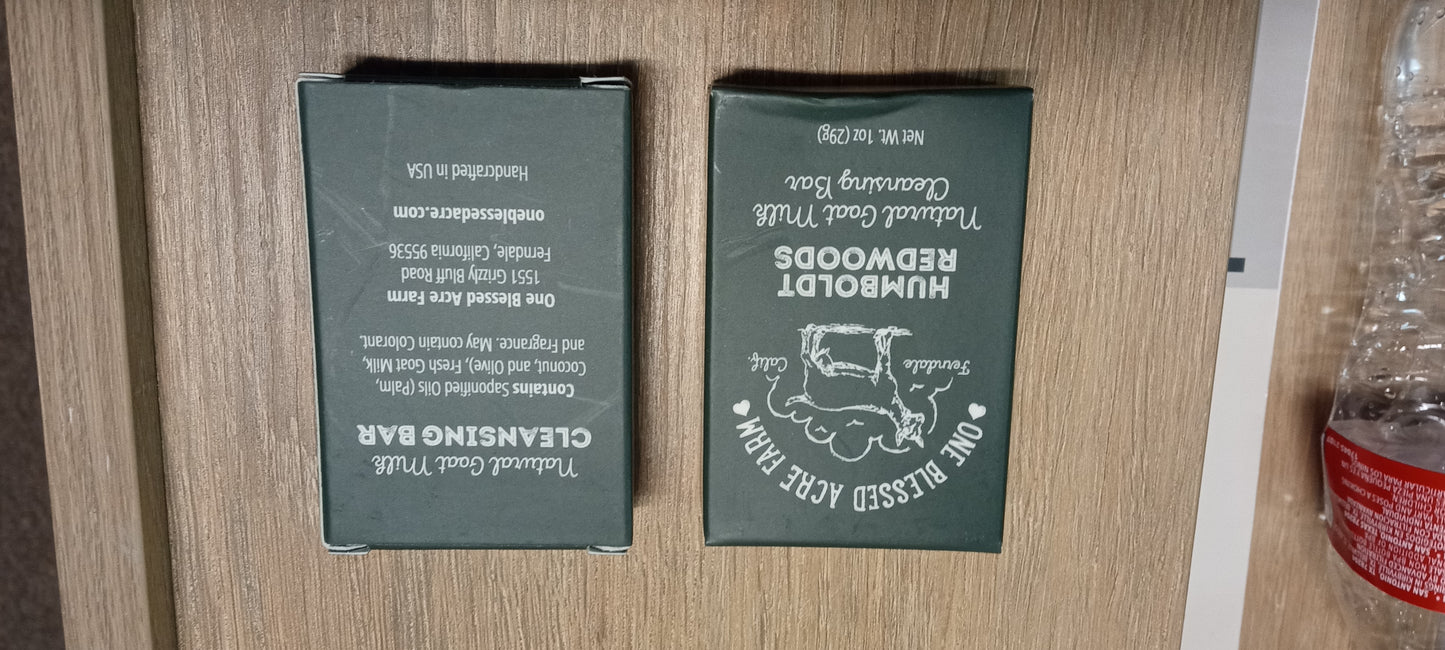 Natural Goat Milk
CLEANSING BAR
Contains Saponified Oils (Palm,
Coconut, and Olive), Fresh Goat Milk,
and Fragrance. May contain Colorant.
One Blessed Acre Farm
1551 Grizzly Bluff Road
Ferndale, California 95536
oneblessedacre.com
Handcrafted in USA
ONE BLESSED ACRE FARM
Ferndale Calif.
HUMBOLDT
REDWOODS
Natural Goat Milk
Cleansing Bar
Net Wt. 1oz (29g)
SAN ANTONIO